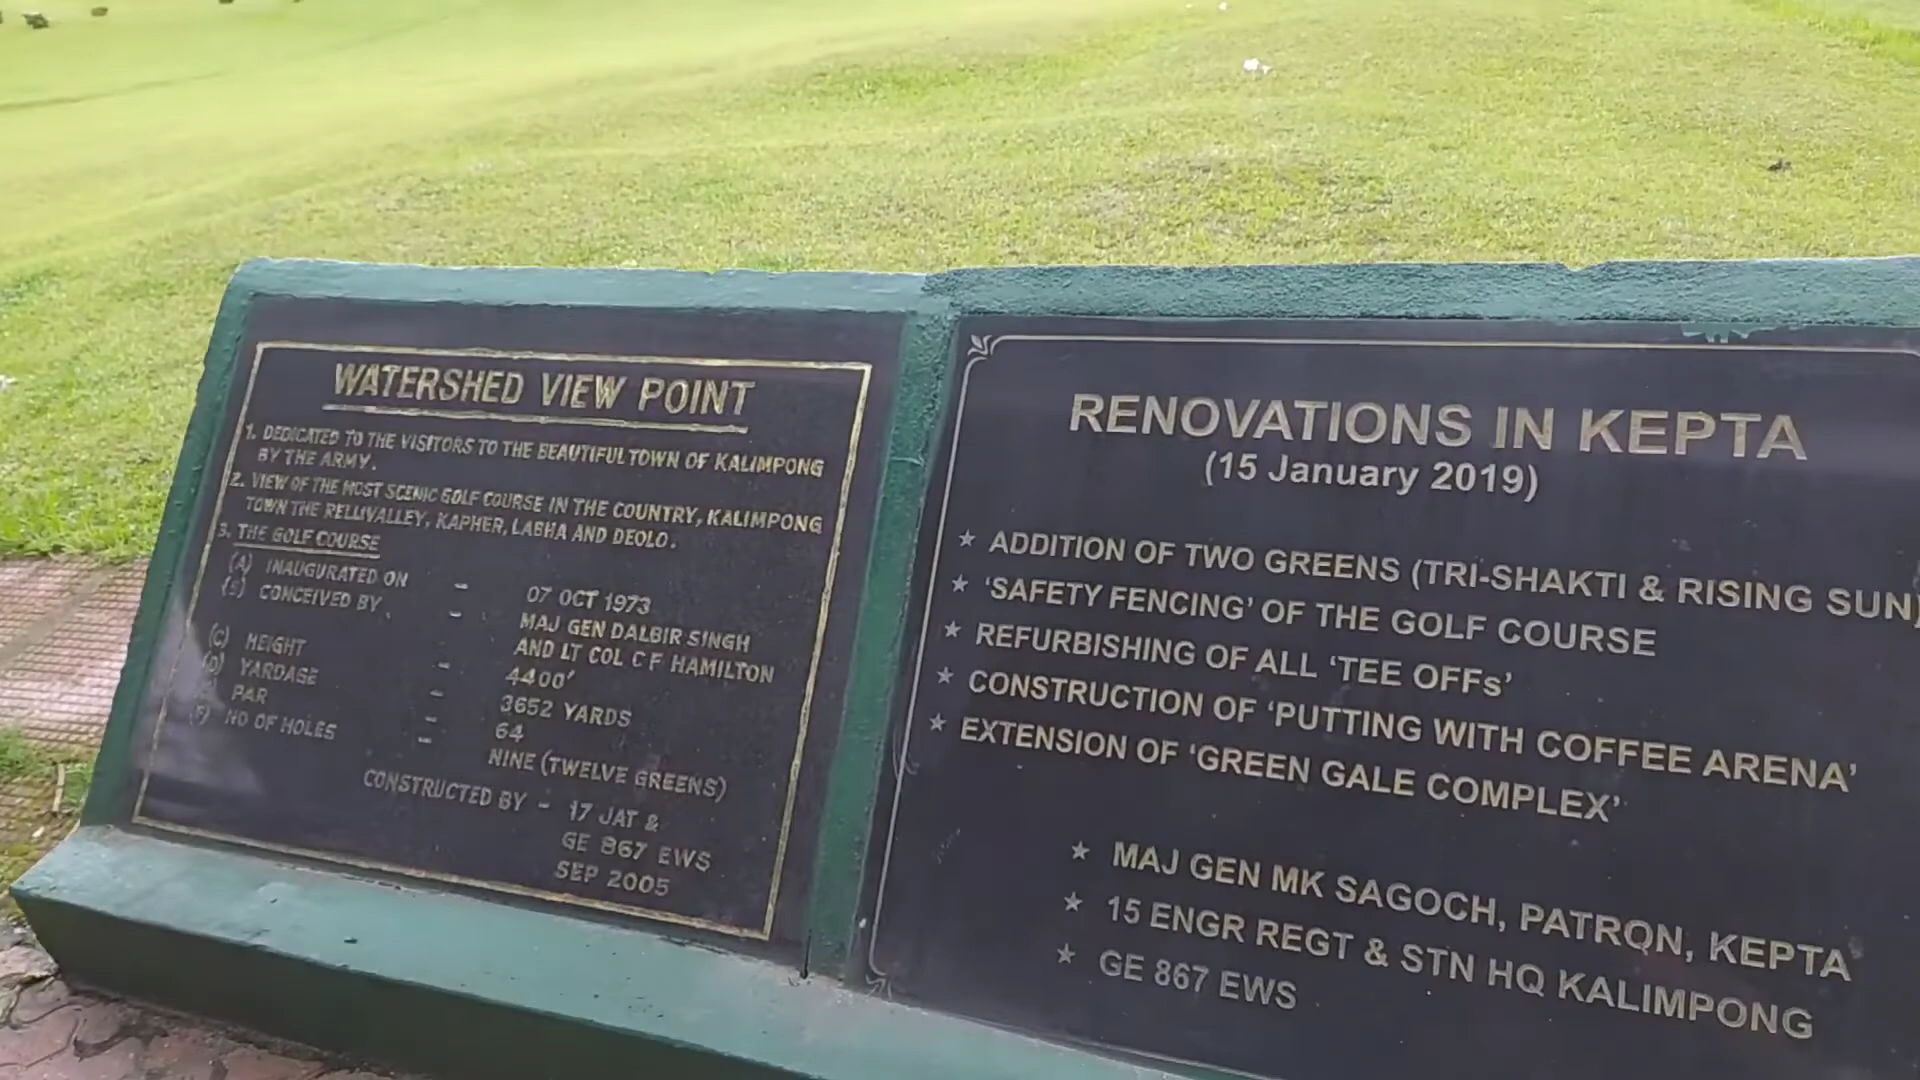 WATERSHED VIEW POINT
1. DEDICATED TO THE VISITORS TO THE BEAUTIFUL TOWN OF KALIMPONG
BY THE ARMY.
2. VIEW OF THE MOST SCENIC GOLF COURSE IN THE COUNTRY, KALIMPONG
TOWN THE RELLIVALLEY, KAPHER, LABHA AND DEOLO.
3. THE GOLF COURSE
(A) INAUGURATED ON - 07 OCT 1973
(B) CONCEIVED BY. - MAJ GEN DALBIR SINGH
AND LT COL C F HAMILTON
(C) HEIGHT - 4400'
(D) YARDAGE - 3652 YARDS
PAR - 64
(F) NO OF HOLES - NINE (TWELVE GREENS)
CONSTRUCTED BY - 17 JAT &
GE 867 EWS
SEP 2005
RENOVATIONS IN KEPTA
(15 January 2019)
★ ADDITION OF TWO GREENS (TRI-SHAKTI & RISING SUN)
★ 'SAFETY FENCING' OF THE GOLF COURSE
★ REFURBISHING OF ALL 'TEE OFFs'
★ CONSTRUCTION OF 'PUTTING WITH COFFEE ARENA'
★ EXTENSION OF 'GREEN GALE COMPLEX'
★ MAJ GEN MK SAGOCH, PATRON, KEPTA
★ 15 ENGR REGT & STN HQ KALIMPONG
★ GE 867 EWS